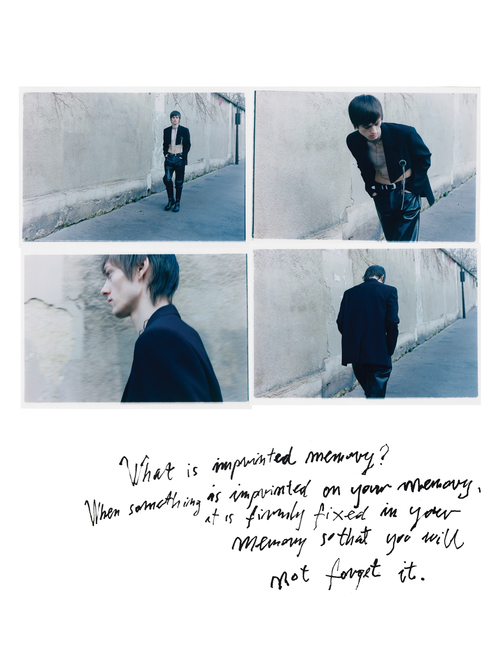 What is imprinted memory?
When something is imprinted on your memory,
it is firmly fixed in your
memory so that you will
not forget it.